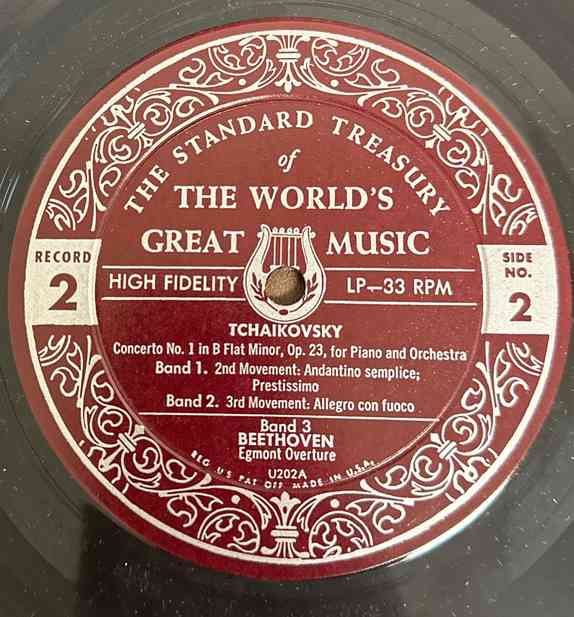 THE STANDARD TREASURY
of
THE WORLD'S
GREAT MUSIC
RECORD
2
SIDE
NO.
2
HIGH FIDELITY LP—33 RPM
TCHAIKOVSKY
Concerto No. 1 in B Flat Minor, Op. 23, for Piano and Orchestra
Band 1. 2nd Movement: Andantino semplice;
Prestissimo
Band 2. 3rd Movement: Allegro con fuoco
Band 3
BEETHOVEN
Egmont Overture
U202A
REG US PAT OFF MADE IN U.S.A.